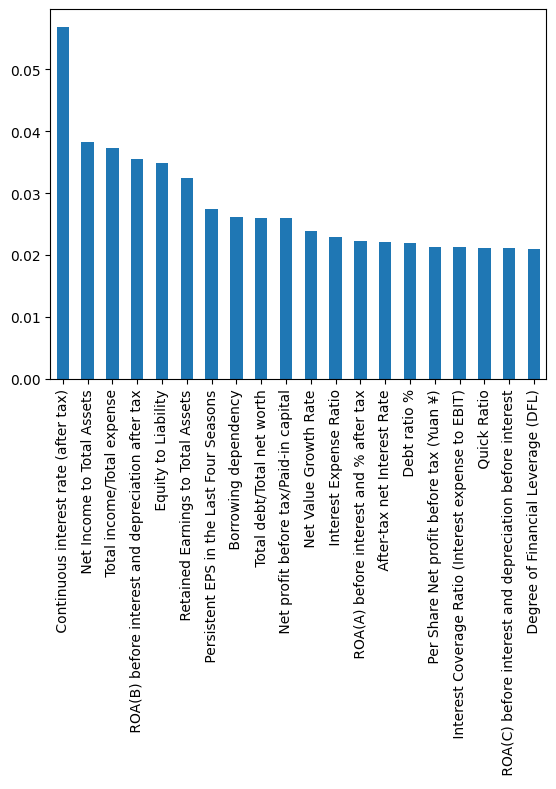 0.05
0.04
0.03
0.02
0.01
0.00
Continuous interest rate (after tax)
Net Income to Total Assets
Total income/Total expense
ROA(B) before interest and depreciation after tax
Equity to Liability
Retained Earnings to Total Assets
Persistent EPS in the Last Four Seasons
Borrowing dependency
Total debt/Total net worth
Net profit before tax/Paid-in capital
Net Value Growth Rate
Interest Expense Ratio
ROA(A) before interest and % after tax
After-tax net Interest Rate
Debt ratio %
Per Share Net profit before tax (Yuan ¥)
Interest Coverage Ratio (Interest expense to EBIT)
Quick Ratio
ROA(C) before interest and depreciation before interest
Degree of Financial Leverage (DFL)